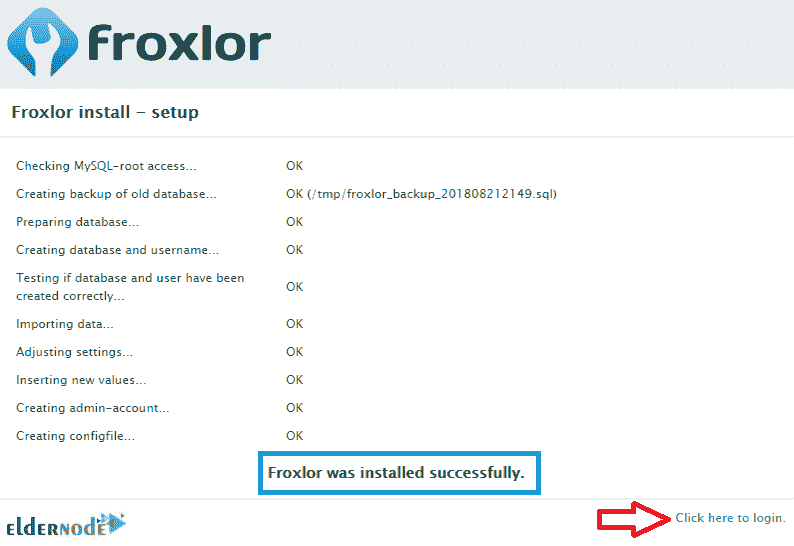 froxlor
Froxlor install – setup
Checking MySQL-root access... OK
Creating backup of old database... OK (/tmp/froxlor_backup_201808212149.sql)
Preparing database... OK
Creating database and username... OK
Testing if database and user have been
created correctly... OK
Importing data... OK
Adjusting settings... OK
Inserting new values... OK
Creating admin-account... OK
Creating configfile... OK
Froxlor was installed successfully.
Click here to login.
eldernode